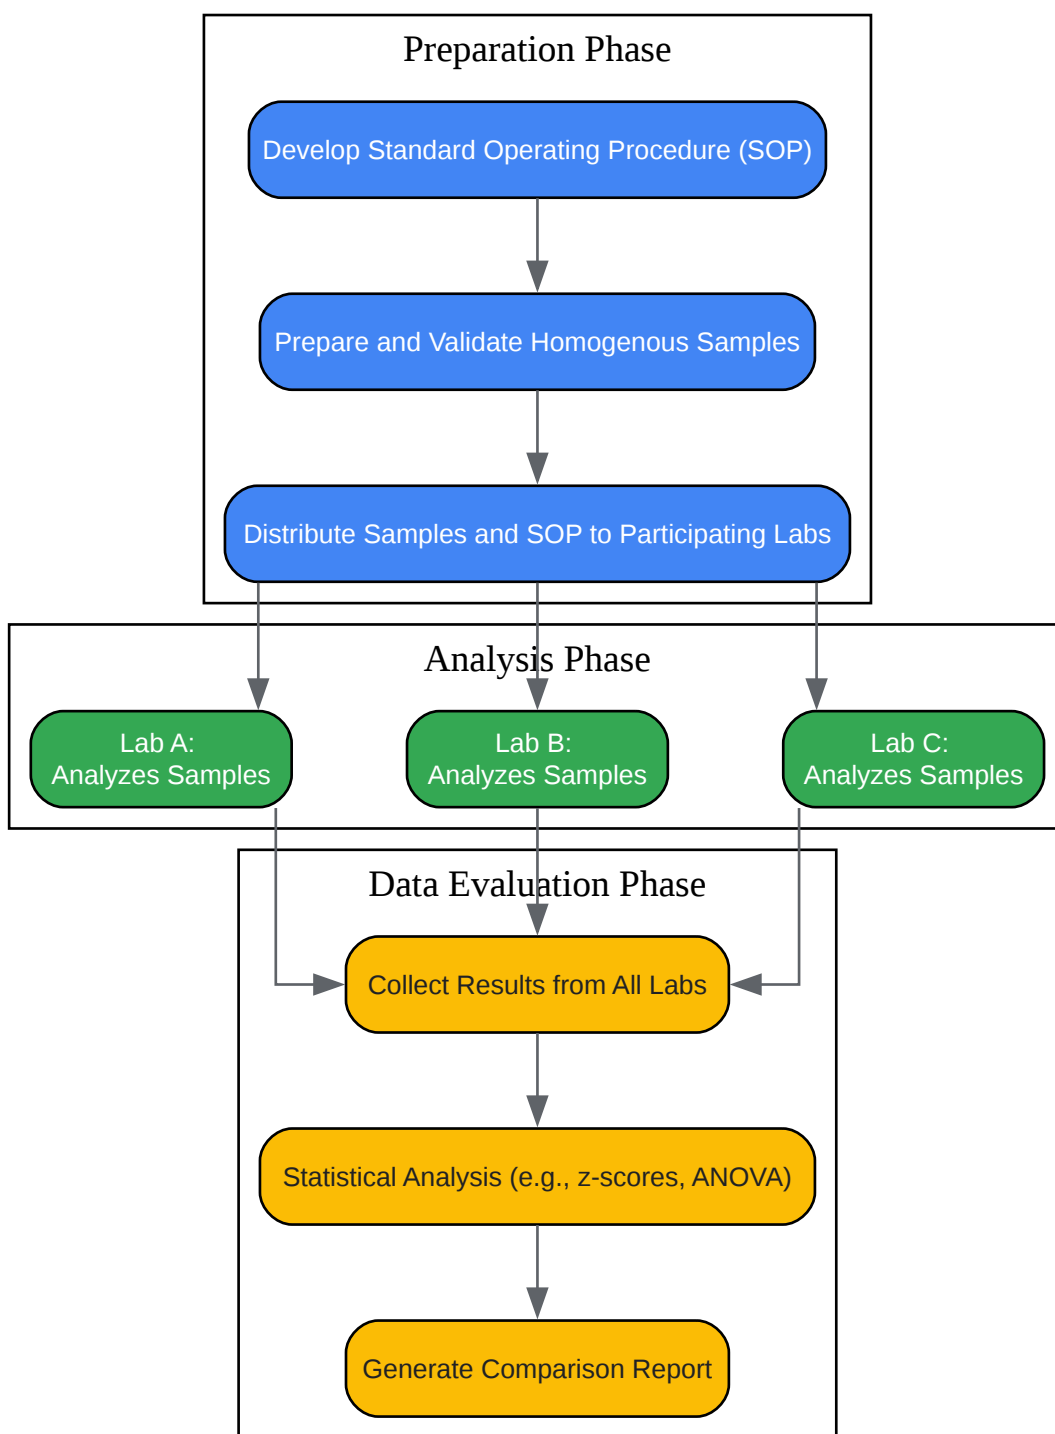 Preparation Phase
Develop Standard Operating Procedure (SOP)
Prepare and Validate Homogenous Samples
Distribute Samples and SOP to Participating Labs
Analysis Phase
Lab A:
Analyzes Samples
Lab B:
Analyzes Samples
Lab C:
Analyzes Samples
Data Evaluation Phase
Collect Results from All Labs
Statistical Analysis (e.g., z-scores, ANOVA)
Generate Comparison Report